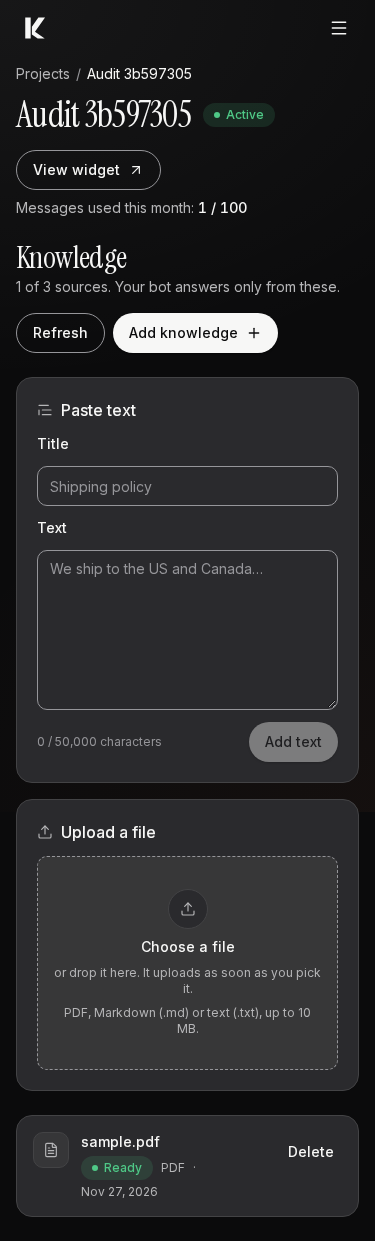 K
Projects / Audit 3b597305
Audit 3b597305 Active
View widget
Messages used this month: 1 / 100
Knowledge
1 of 3 sources. Your bot answers only from these.
Refresh Add knowledge
Paste text
Title
Shipping policy
Text
We ship to the US and Canada…
0 / 50,000 characters Add text
Upload a file
Choose a file
or drop it here. It uploads as soon as you pick
it.
PDF, Markdown (.md) or text (.txt), up to 10
MB.
sample.pdf
Ready PDF · Delete
Nov 27, 2026